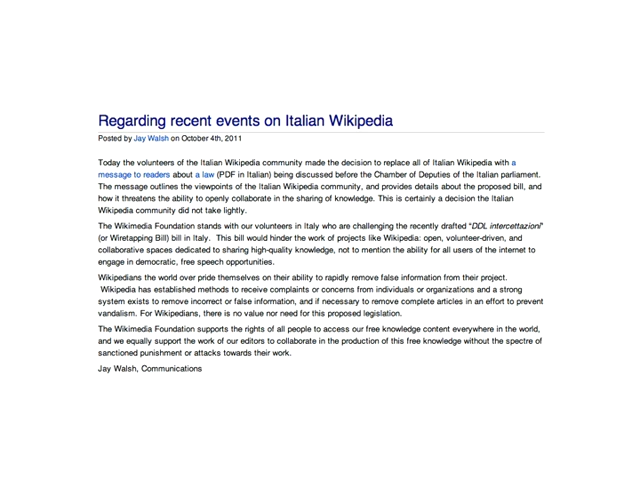 Regarding recent events on Italian Wikipedia
Posted by Jay Walsh on October 4th, 2011
Today the volunteers of the Italian Wikipedia community made the decision to replace all of Italian Wikipedia with a
message to readers about a law (PDF in Italian) being discussed before the Chamber of Deputies of the Italian parliament.
The message outlines the viewpoints of the Italian Wikipedia community, and provides details about the proposed bill, and
how it threatens the ability to openly collaborate in the sharing of knowledge. This is certainly a decision the Italian
Wikipedia community did not take lightly.
The Wikimedia Foundation stands with our volunteers in Italy who are challenging the recently drafted “DDL intercettazioni”
(or Wiretapping Bill) bill in Italy. This bill would hinder the work of projects like Wikipedia: open, volunteer-driven, and
collaborative spaces dedicated to sharing high-quality knowledge, not to mention the ability for all users of the internet to
engage in democratic, free speech opportunities.
Wikipedians the world over pride themselves on their ability to rapidly remove false information from their project.
Wikipedia has established methods to receive complaints or concerns from individuals or organizations and a strong
system exists to remove incorrect or false information, and if necessary to remove complete articles in an effort to prevent
vandalism. For Wikipedians, there is no value nor need for this proposed legislation.
The Wikimedia Foundation supports the rights of all people to access our free knowledge content everywhere in the world,
and we equally support the work of our editors to collaborate in the production of this free knowledge without the spectre of
sanctioned punishment or attacks towards their work.
Jay Walsh, Communications